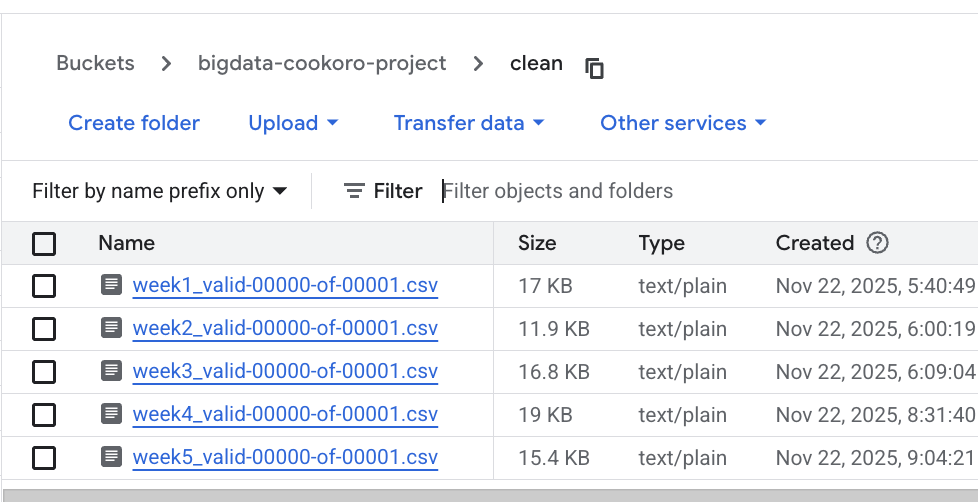 Buckets > bigdata-cookoro-project > clean
Create folder Upload Transfer data Other services
Filter by name prefix only Filter Filter objects and folders
Name Size Type Created ?
week1_valid-00000-of-00001.csv 17 KB text/plain Nov 22, 2025, 5:40:49
week2_valid-00000-of-00001.csv 11.9 KB text/plain Nov 22, 2025, 6:00:19
week3_valid-00000-of-00001.csv 16.8 KB text/plain Nov 22, 2025, 6:09:04
week4_valid-00000-of-00001.csv 19 KB text/plain Nov 22, 2025, 8:31:40
week5_valid-00000-of-00001.csv 15.4 KB text/plain Nov 22, 2025, 9:04:21